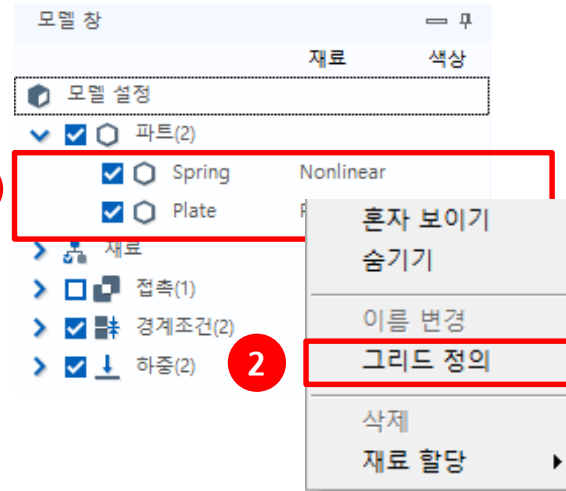 모델 창
재료 색상
모델 설정
파트(2)
Spring Nonlinear
Plate
재료
접촉(1)
경계조건(2)
하중(2)
2
혼자 보이기
숨기기
이름 변경
그리드 정의
삭제
재료 할당